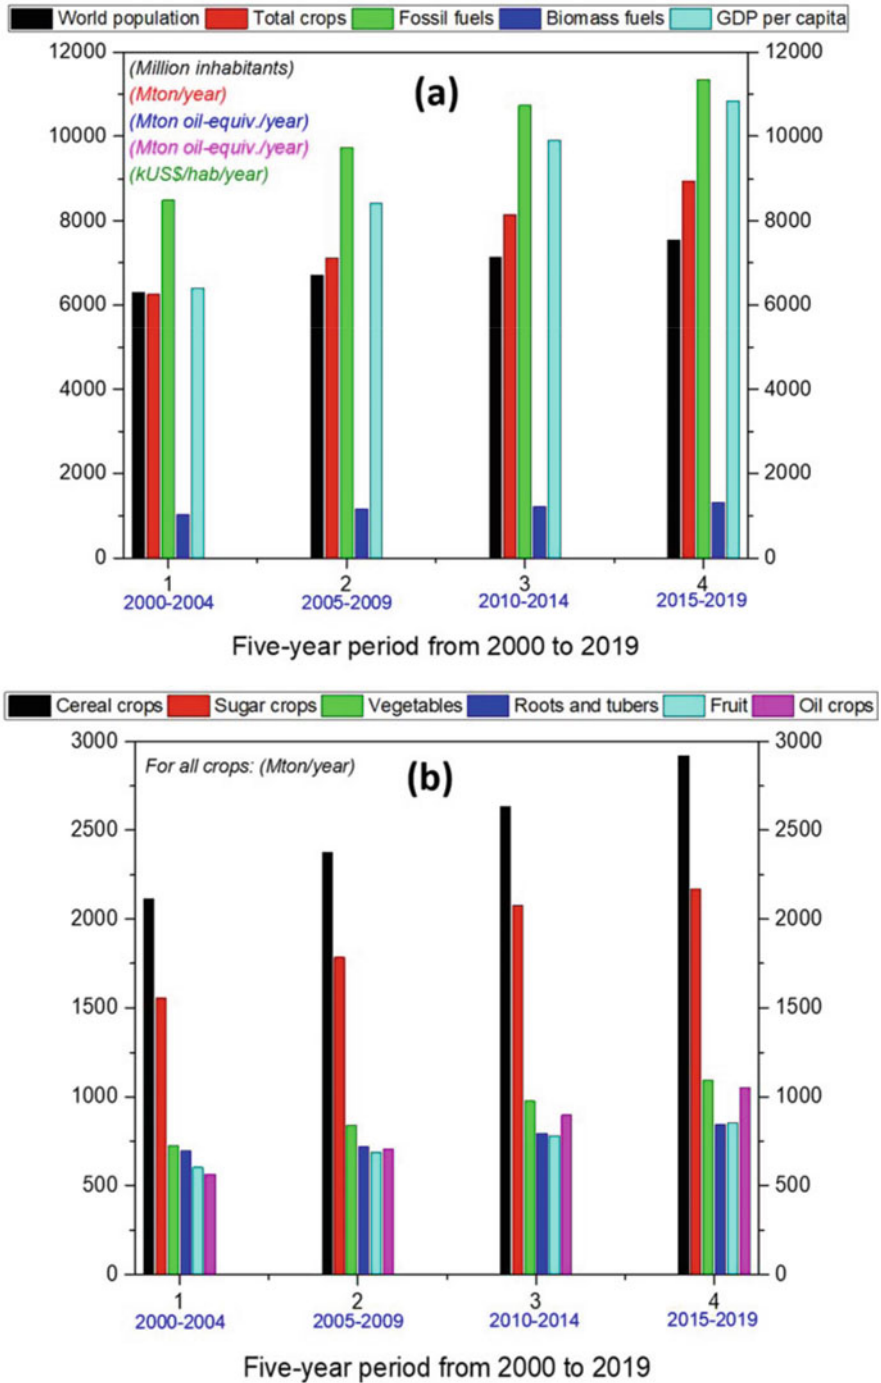 World population Total crops Fossil fuels Biomass fuels GDP per capita
12000 12000
(Million inhabitants)
(a)
(Mton/year)
(Mton oil-equiv./year)
10000 10000
(Mton oil-equiv./year)
(kUS$/hab/year)
8000 8000
6000 6000
4000 4000
2000 2000
0 0
1 2 3 4
2000-2004 2005-2009 2010-2014 2015-2019
Five-year period from 2000 to 2019
Cereal crops Sugar crops Vegetables Roots and tubers Fruit Oil crops
3000 3000
For all crops: (Mton/year)
(b)
2500 2500
2000 2000
1500 1500
1000 1000
500 500
0 0
1 2 3 4
2000-2004 2005-2009 2010-2014 2015-2019
Five-year period from 2000 to 2019